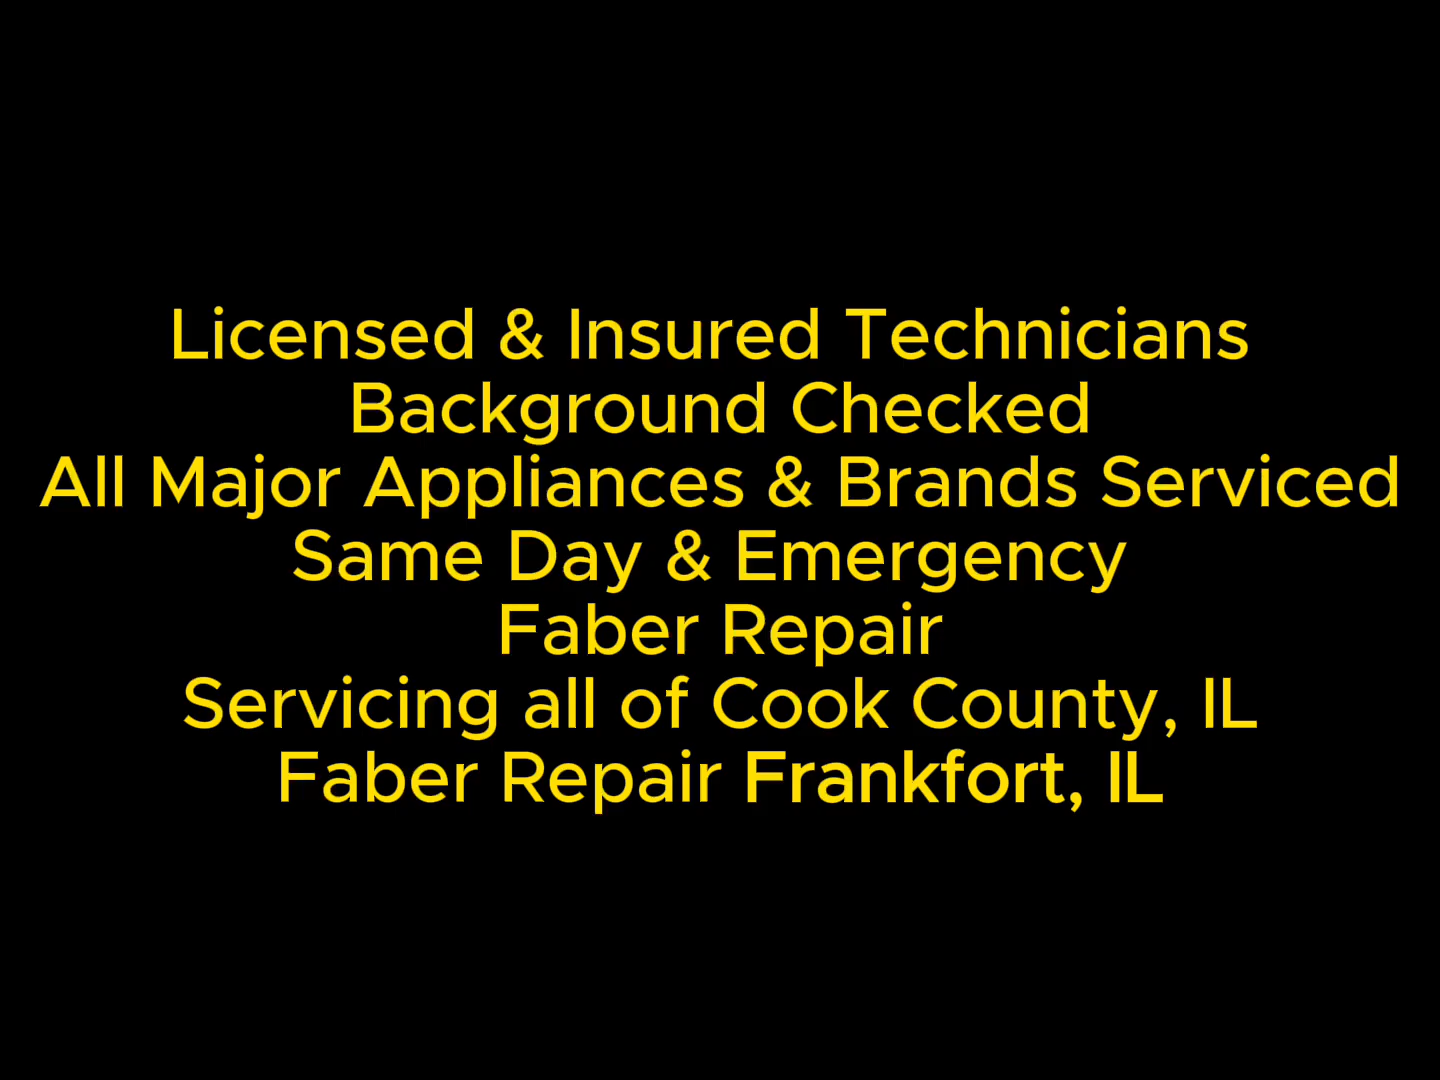 Licensed & Insured Technicians
Background Checked
All Major Appliances & Brands Serviced
Same Day & Emergency
Faber Repair
Servicing all of Cook County, IL
Faber Repair Frankfort, IL